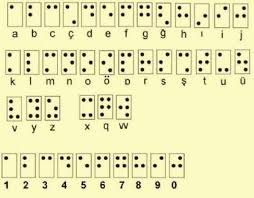 a b c ç d e f g ğ h ı i j
k l m n o ö p r s ş t u ü
v y z x q w
1 2 3 4 5 6 7 8 9 0